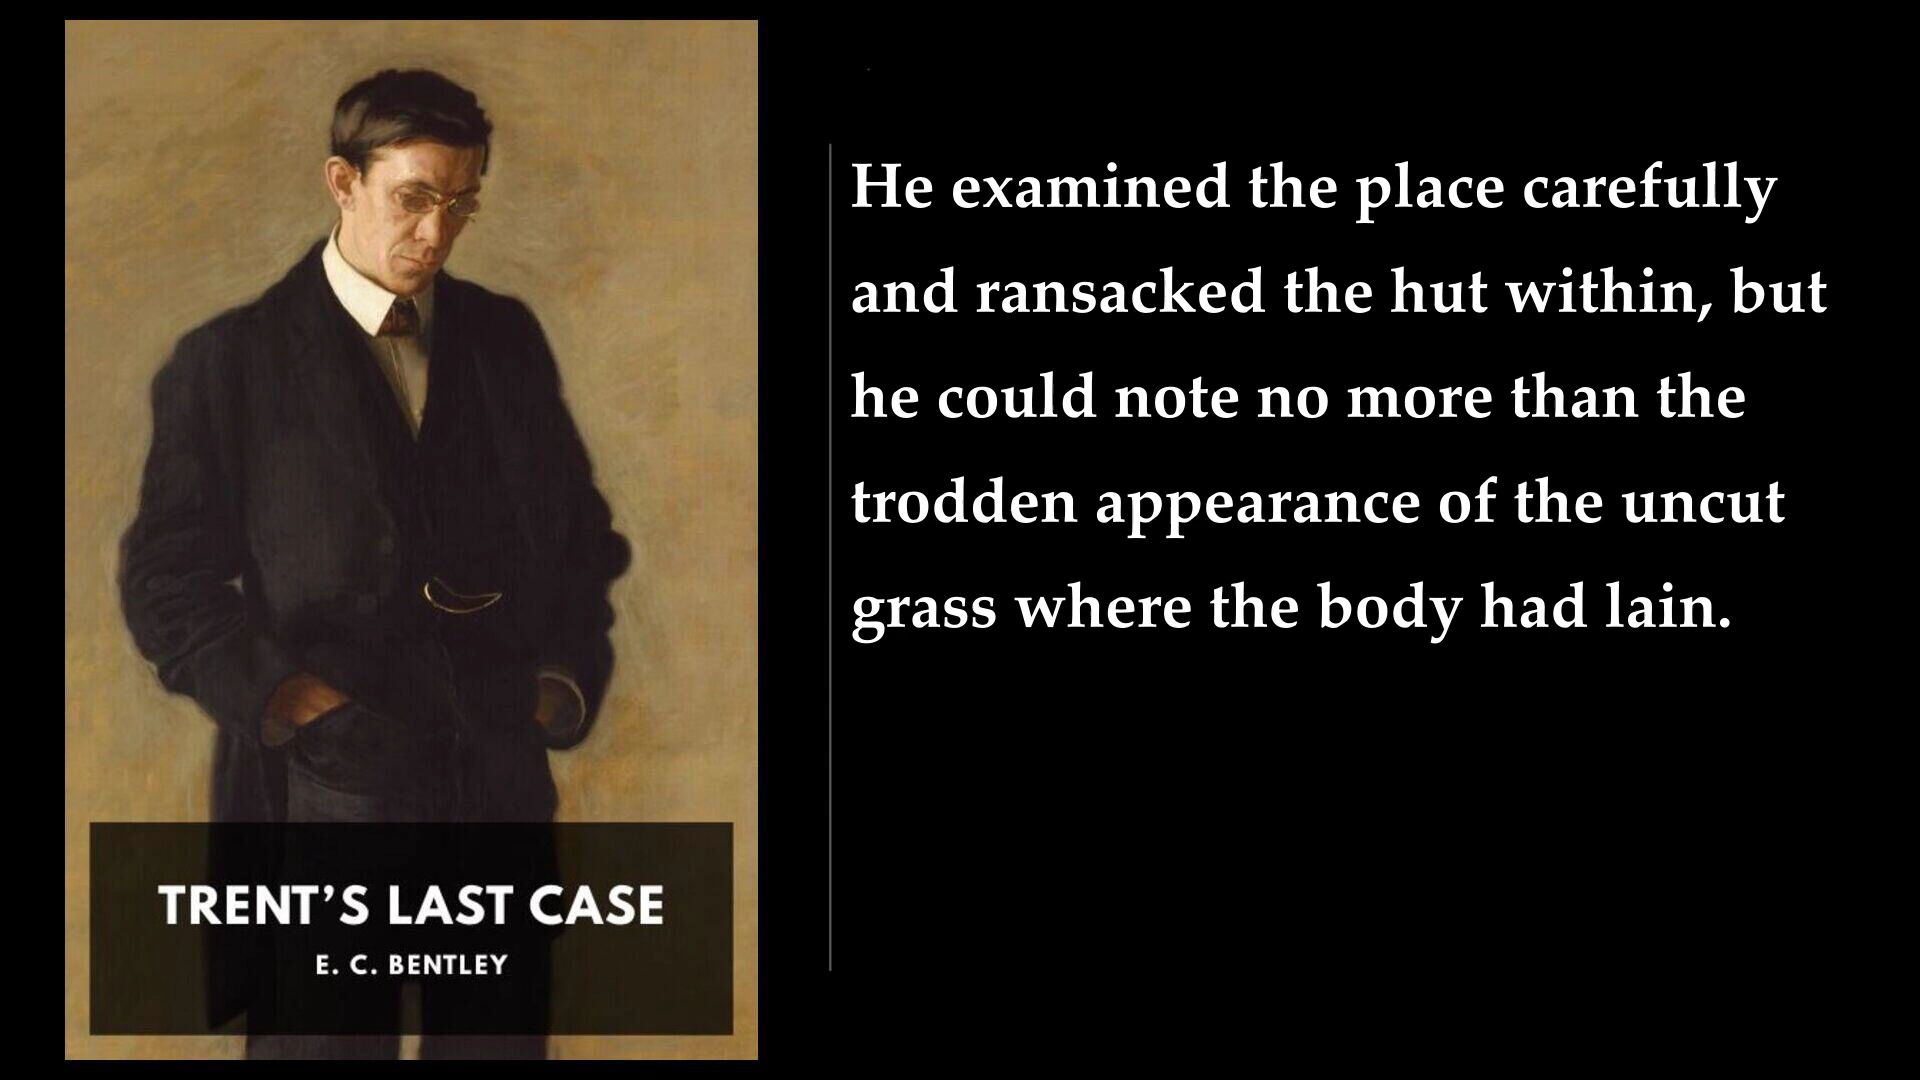 He examined the place carefully
and ransacked the hut within, but
he could note no more than the
trodden appearance of the uncut
grass where the body had lain.
TRENT’S LAST CASE
E. C. BENTLEY